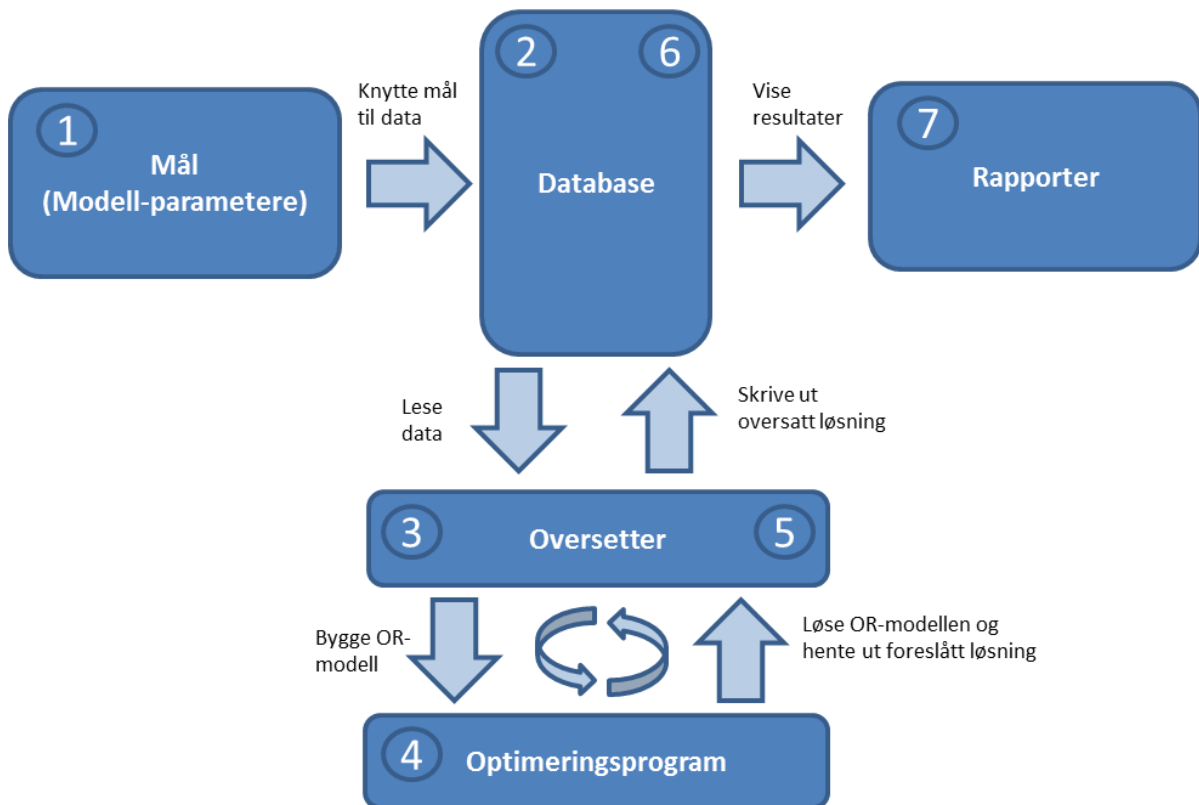 1
Mål
(Modell-parametere)
Knytte mål
til data
2
6
Database
Vise
resultater
7
Rapporter
Lese
data
Skrive ut
oversatt løsning
3
Oversetter
5
Bygge OR-
modell
Løse OR-modellen og
hente ut foreslått løsning
4
Optimeringsprogram